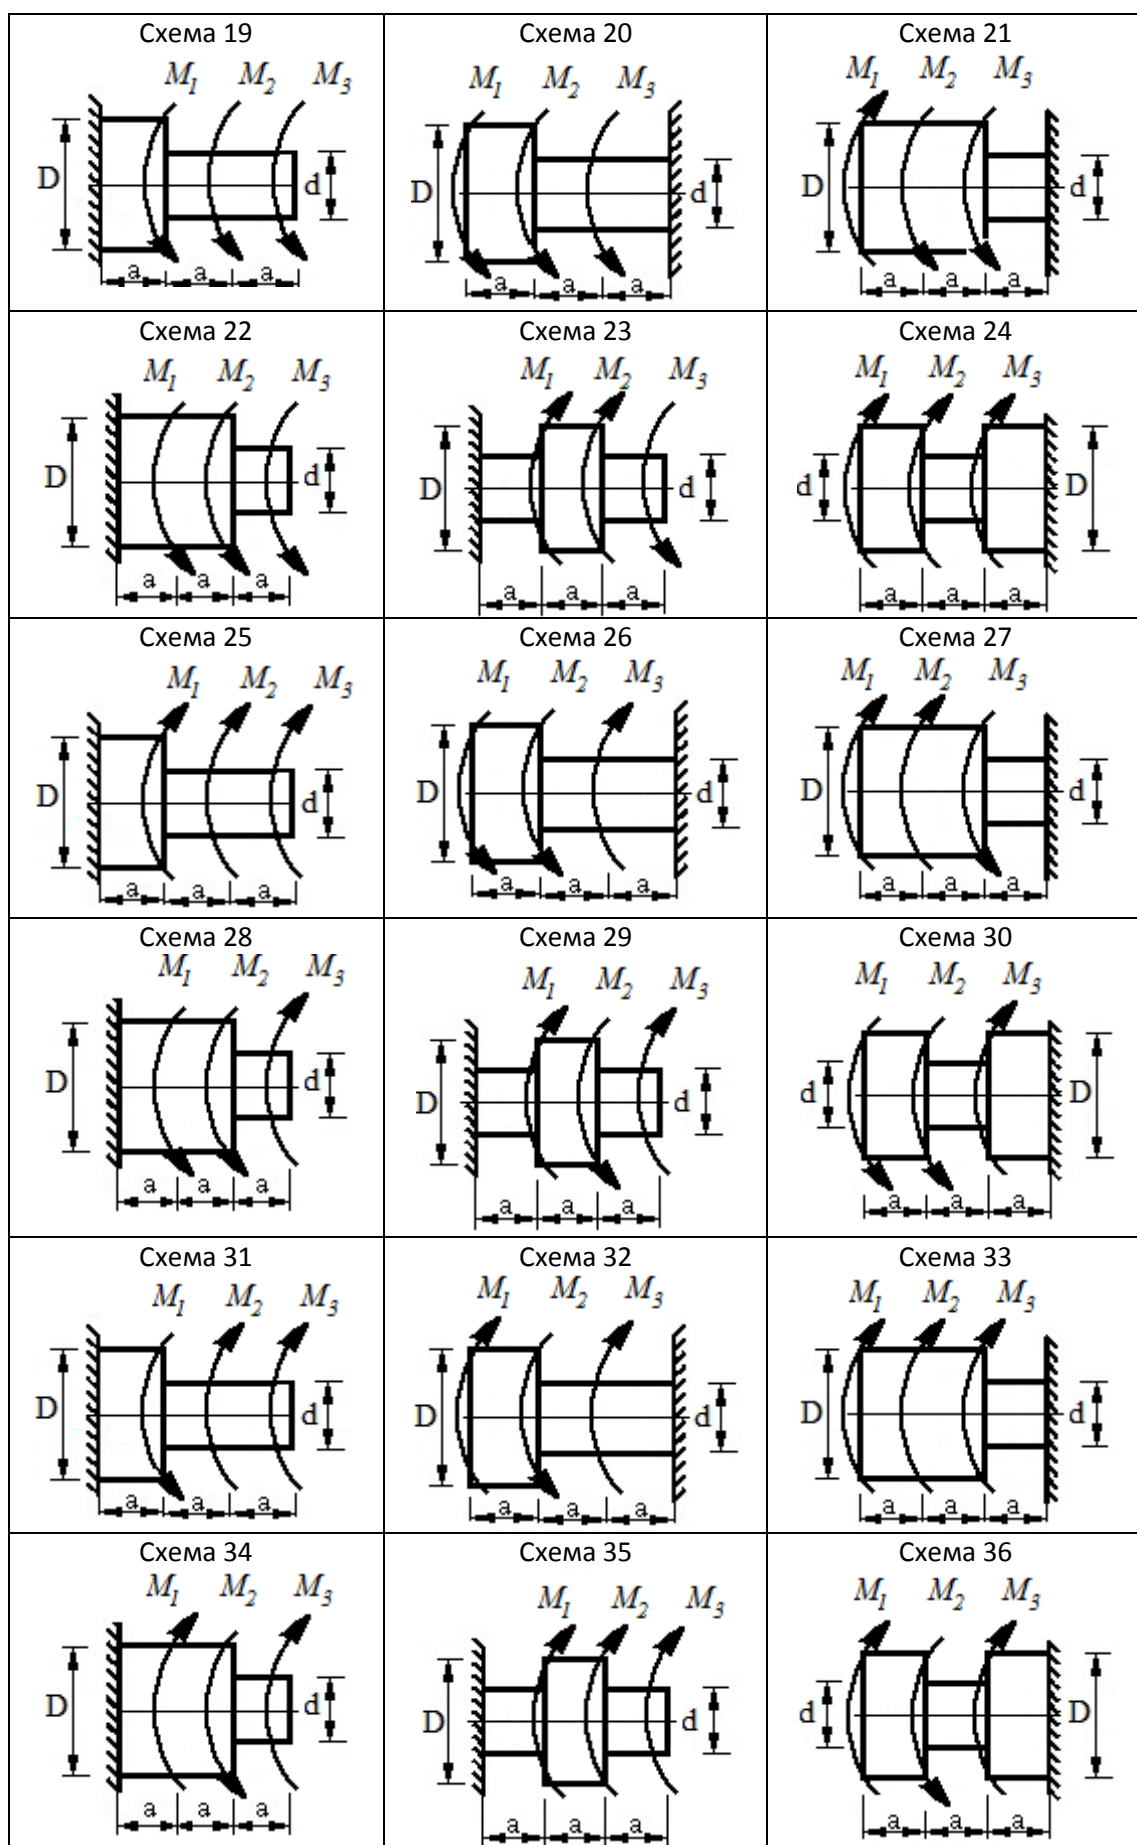 Схема 19
M1 M2 M3
D
d
a a a
Схема 20
M1 M2 M3
D
d
a a a
Схема 21
M1 M2 M3
D
d
a a a
Схема 22
M1 M2 M3
D
d
a a a
Схема 23
M1 M2 M3
D
d
a a a
Схема 24
M1 M2 M3
d
D
a a a
Схема 25
M1 M2 M3
D
d
a a a
Схема 26
M1 M2 M3
D
d
a a a
Схема 27
M1 M2 M3
D
d
a a a
Схема 28
M1 M2 M3
D
d
a a a
Схема 29
M1 M2 M3
D
d
a a a
Схема 30
M1 M2 M3
d
D
a a a
Схема 31
M1 M2 M3
D
d
a a a
Схема 32
M1 M2 M3
D
d
a a a
Схема 33
M1 M2 M3
D
d
a a a
Схема 34
M1 M2 M3
D
d
a a a
Схема 35
M1 M2 M3
D
d
a a a
Схема 36
M1 M2 M3
d
D
a a a